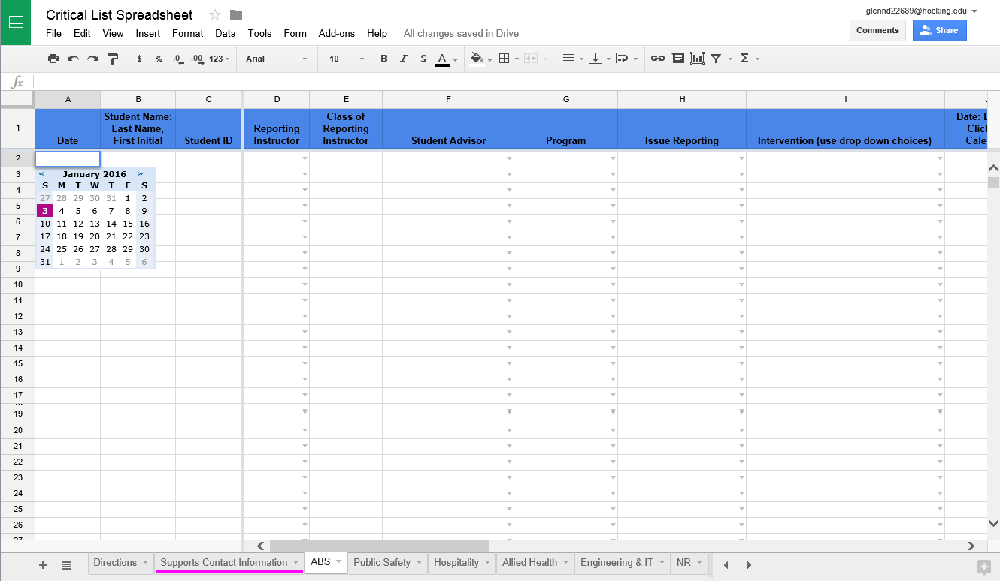 Critical List Spreadsheet
glennd22689@hocking.edu
File Edit View Insert Format Data Tools Form Add-ons Help All changes saved in Drive
Comments Share
$ % .0 .00 123 Arial 10 B I S A Σ
fx
A B C D E F G H I
1
Date
Student Name:
Last Name,
First Initial
Student ID
Reporting
Instructor
Class of
Reporting
Instructor
Student Advisor
Program
Issue Reporting
Intervention (use drop down choices)
Date:
Cale
2
3
4
5
6
7
8
9
10
11
12
13
14
15
16
17
19
20
21
22
23
24
25
26
27
« January 2016 »
S M T W T F S
27 28 29 30 31 1 2
3 4 5 6 7 8 9
10 11 12 13 14 15 16
17 18 19 20 21 22 23
24 25 26 27 28 29 30
31 1 2 3 4 5 6
+ Directions Supports Contact Information ABS Public Safety Hospitality Allied Health Engineering & IT NR